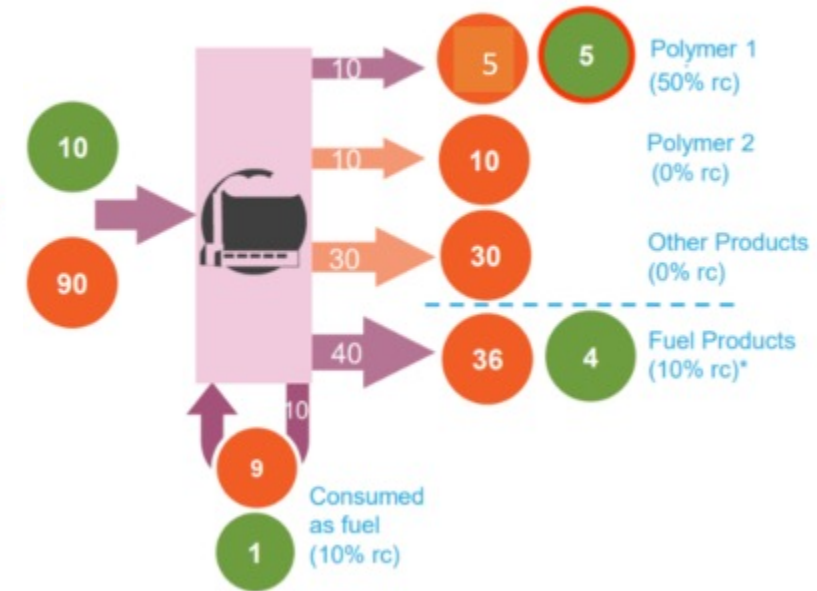 10
90
10
5
5
Polymer 1
(50% rc)
10
10
Polymer 2
(0% rc)
30
30
Other Products
(0% rc)
40
36
4
Fuel Products
(10% rc)*
10
9
1
Consumed
as fuel
(10% rc)